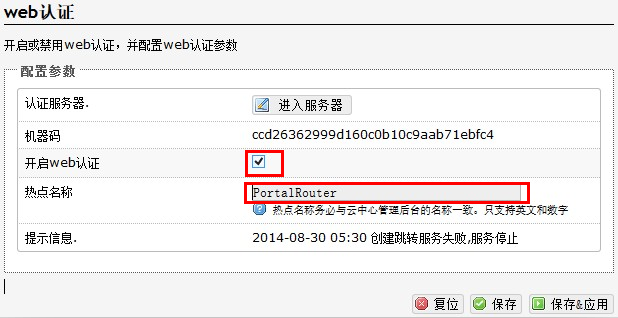 web认证
开启或禁用web认证，并配置web认证参数
配置参数
认证服务器. 进入服务器
机器码 ccd26362999d160c0b10c9aab71ebfc4
开启web认证
热点名称 PortalRouter
热点名称务必与云中心管理后台的名称一致。只支持英文和数字
提示信息. 2014-08-30 05:30 创建跳转服务失败,服务停止
复位 保存 保存&应用